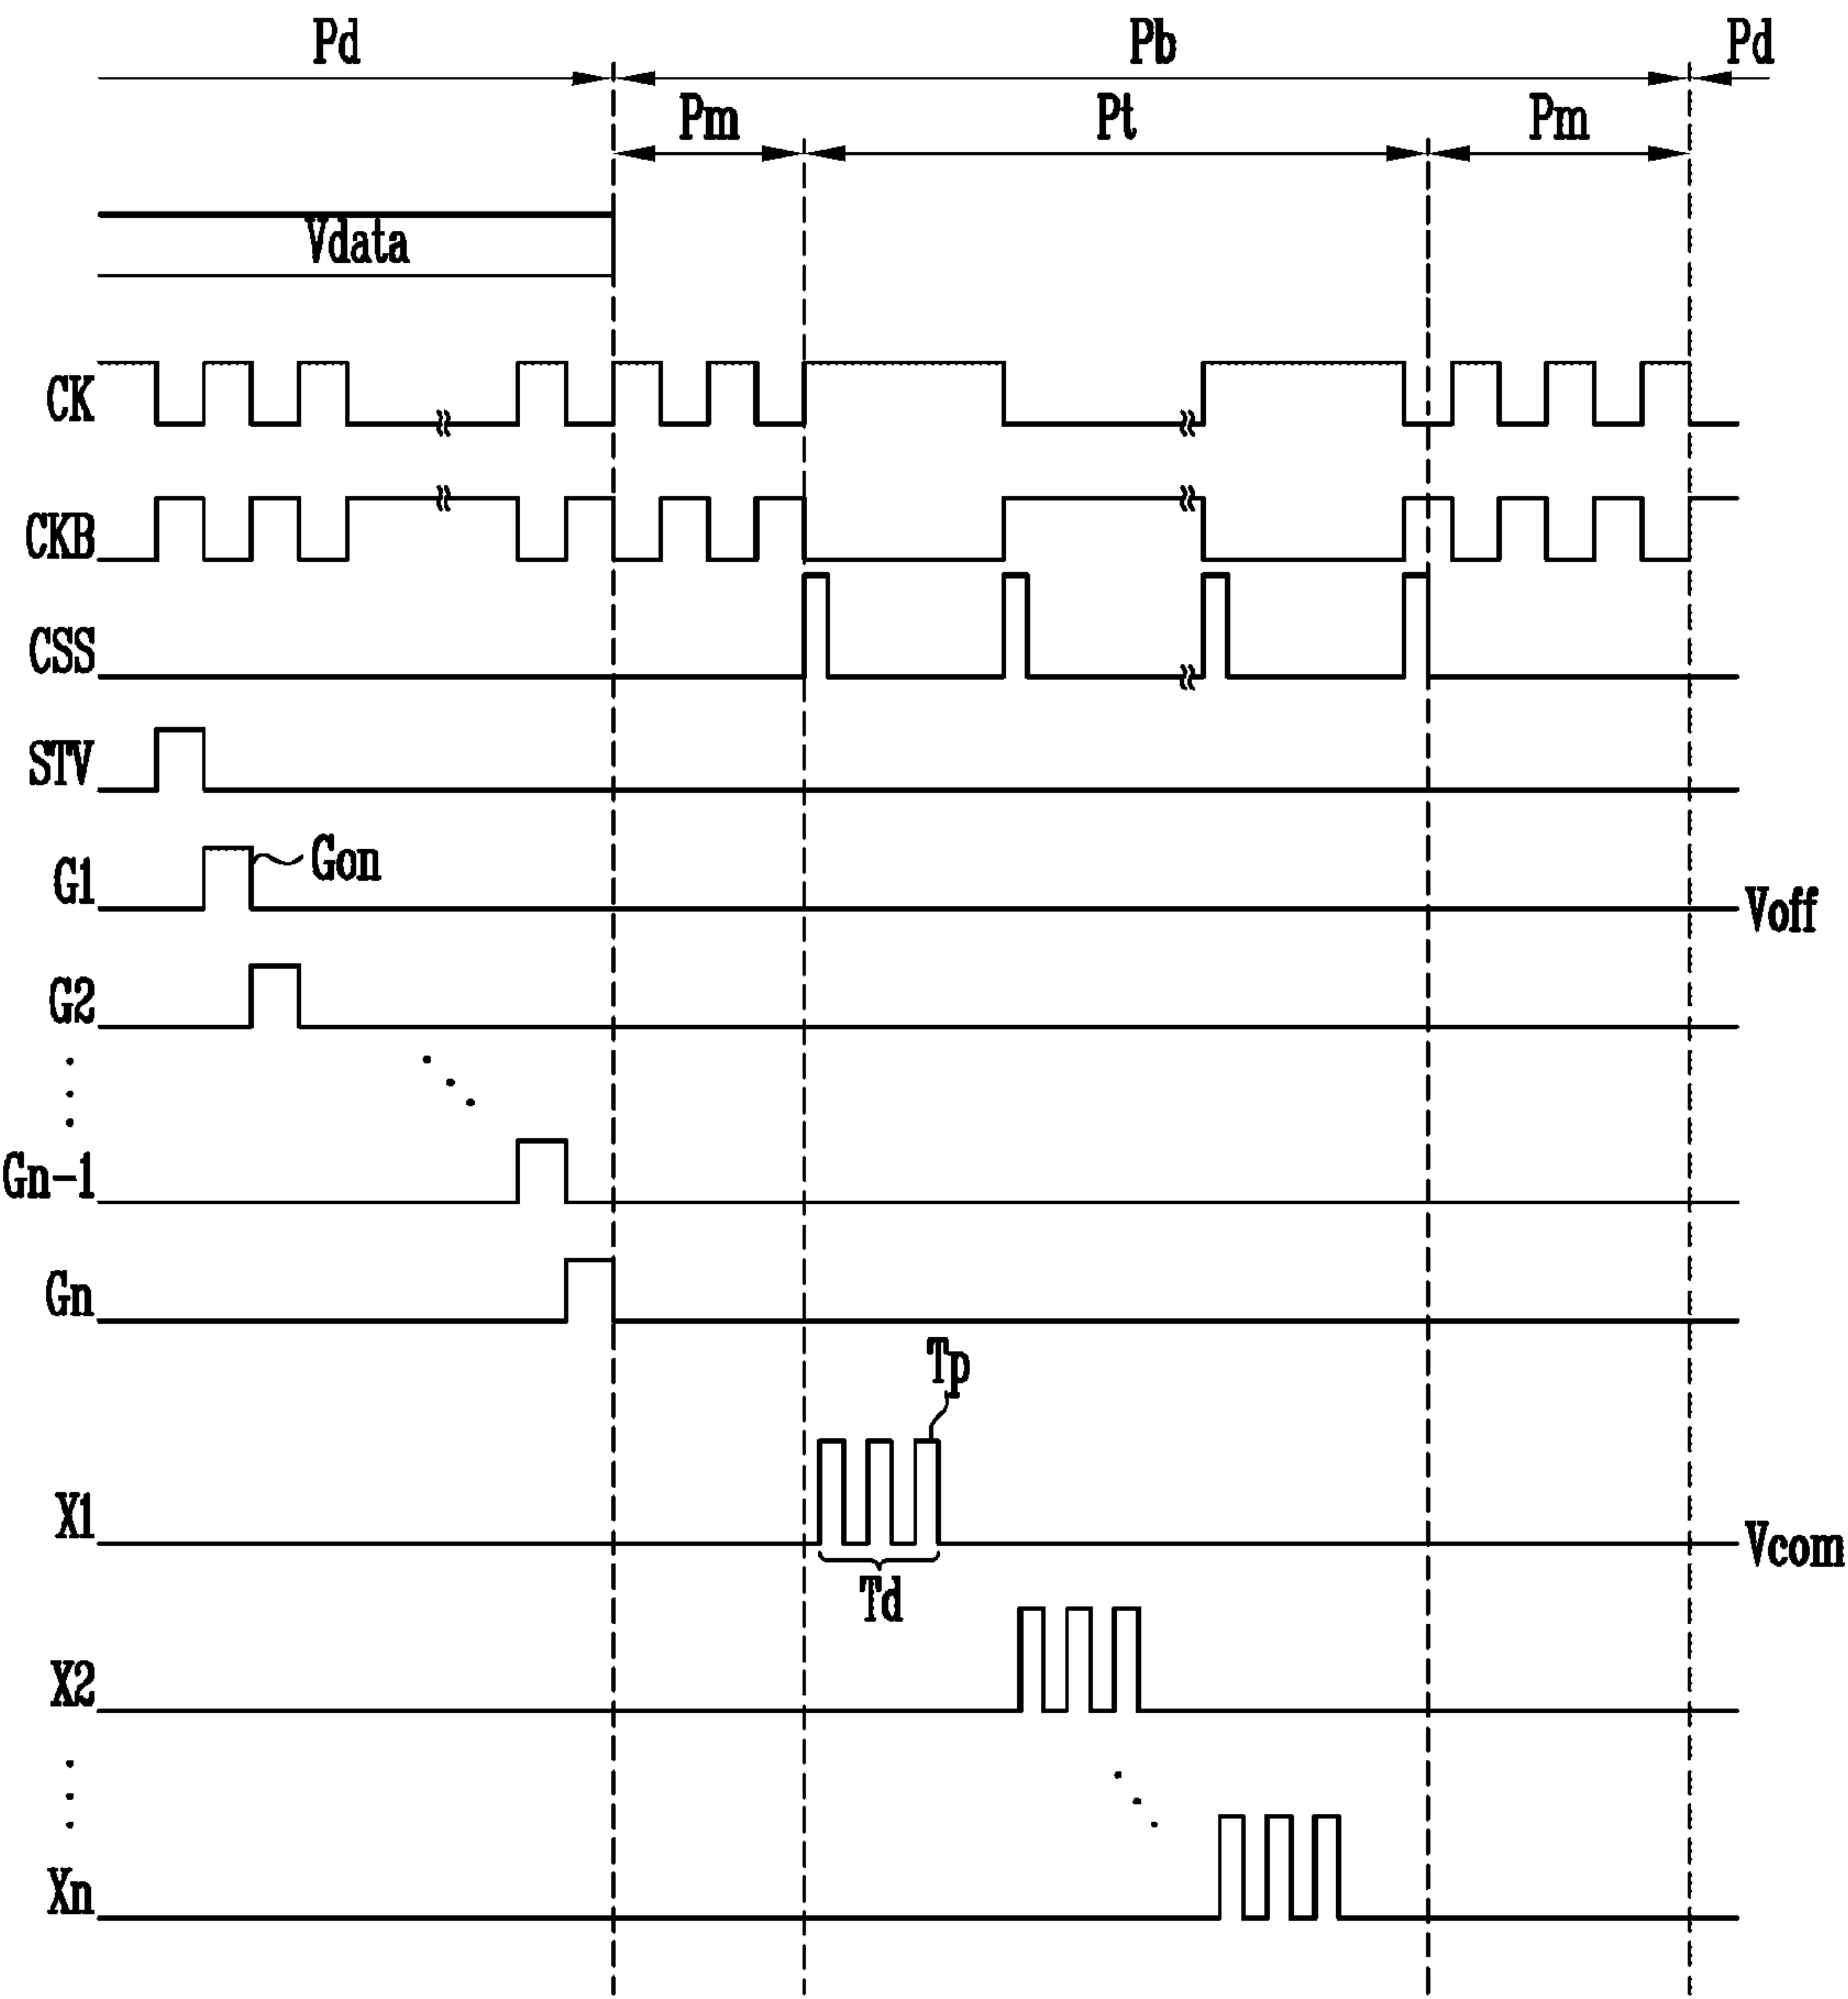 Pd
Pb
Pd
Pm
Pt
Pm
Vdata
CK
CKB
CSS
STV
G1
Gon
Voff
G2
Gn-1
Gn
Tp
X1
Vcom
Td
X2
Xn